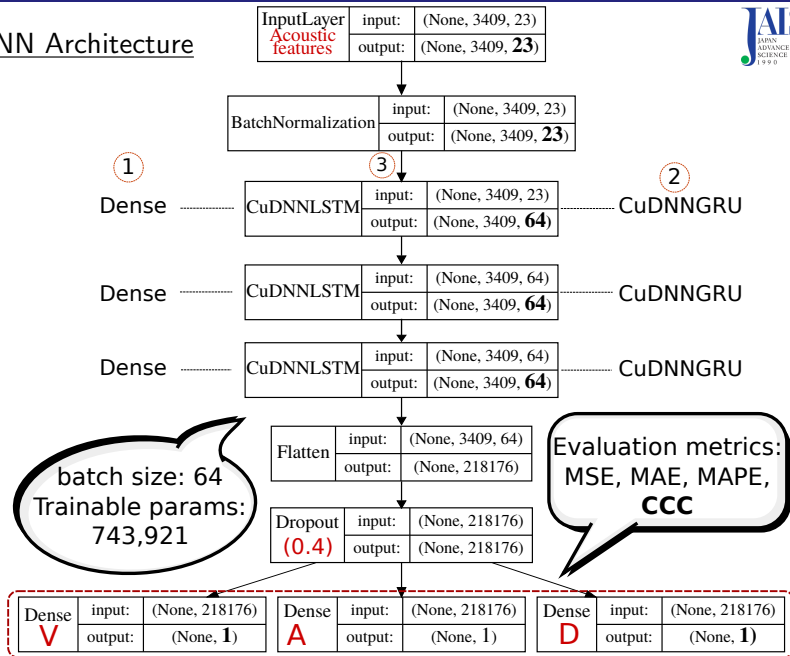 NN Architecture
InputLayer
Acoustic
features
input: (None, 3409, 23)
output: (None, 3409, 23)
JAI
JAPAN
ADVANCE
SCIENCE
1990
BatchNormalization
input: (None, 3409, 23)
output: (None, 3409, 23)
1
3
2
Dense
CuDNNLSTM
input: (None, 3409, 23)
output: (None, 3409, 64)
CuDNNGRU
Dense
CuDNNLSTM
input: (None, 3409, 64)
output: (None, 3409, 64)
CuDNNGRU
Dense
CuDNNLSTM
input: (None, 3409, 64)
output: (None, 3409, 64)
CuDNNGRU
Flatten
input: (None, 3409, 64)
output: (None, 218176)
batch size: 64
Trainable params:
743,921
Evaluation metrics:
MSE, MAE, MAPE,
CCC
Dropout
(0.4)
input: (None, 218176)
output: (None, 218176)
Dense
V
input: (None, 218176)
output: (None, 1)
Dense
A
input: (None, 218176)
output: (None, 1)
Dense
D
input: (None, 218176)
output: (None, 1)